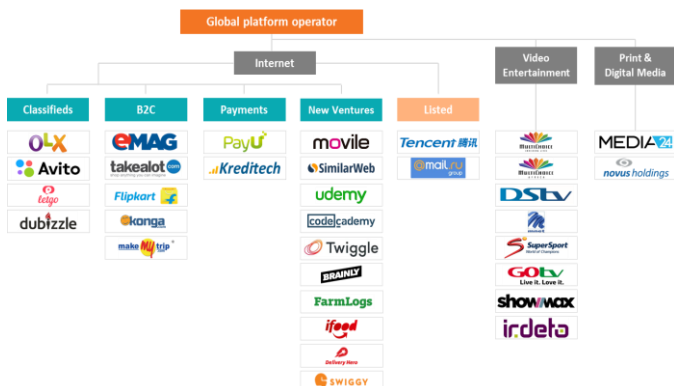 Global platform operator
Internet
Video
Entertainment
Print &
Digital Media
Classifieds
B2C
Payments
New Ventures
Listed
OLX
Avito
letgo
dubizzle
eMAG
takealot.com
Flipkart
konga
make my trip
PayU
Kreditech
movile
SimilarWeb
udemy
codecademy
Twiggle
BRAINLY
FarmLogs
ifood
Delivery Hero
SWIGGY
Tencent 腾讯
@mail.ru
group
MULTICHOICE
MULTICHOICE
DStv
SUPERSPORT
World of Champions
GOtv
Live it. Love it.
showmax
irdeto
MEDIA24
novus holdings